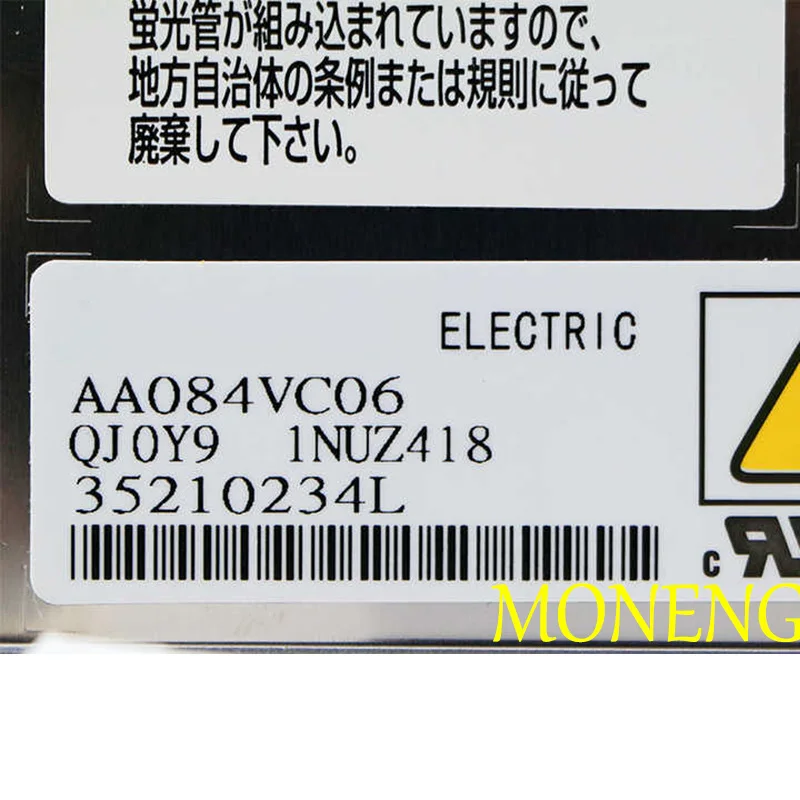 蛍光管が組み込まれていますので、
地方自治体の条例または規則に従って
廃棄して下さい。
ELECTRIC
AA084VC06
QJ0Y9 1NUZ418
35210234L
c
MONENG